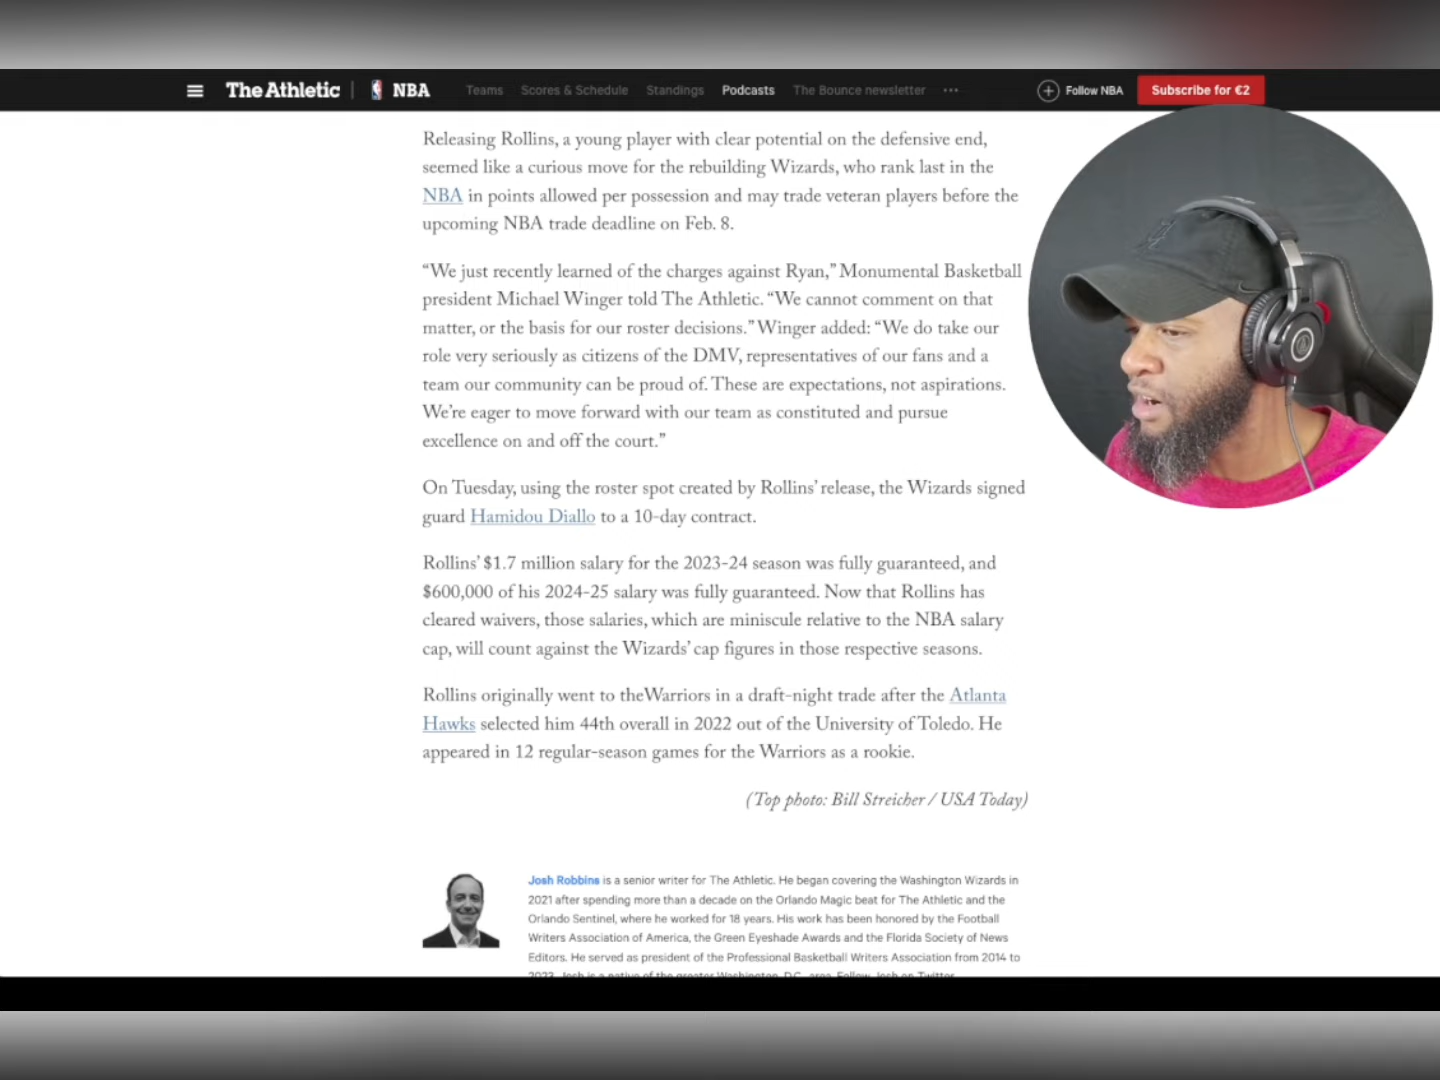 The Athletic NBA Teams Scores & Schedule Standings Podcasts The Bounce newsletter ··· Follow NBA Subscribe for €2
Releasing Rollins, a young player with clear potential on the defensive end,
seemed like a curious move for the rebuilding Wizards, who rank last in the
NBA in points allowed per possession and may trade veteran players before the
upcoming NBA trade deadline on Feb. 8.
“We just recently learned of the charges against Ryan,” Monumental Basketball
president Michael Winger told The Athletic. “We cannot comment on that
matter, or the basis for our roster decisions.” Winger added: “We do take our
role very seriously as citizens of the DMV, representatives of our fans and a
team our community can be proud of. These are expectations, not aspirations.
We’re eager to move forward with our team as constituted and pursue
excellence on and off the court.”
On Tuesday, using the roster spot created by Rollins’ release, the Wizards signed
guard Hamidou Diallo to a 10-day contract.
Rollins’ $1.7 million salary for the 2023-24 season was fully guaranteed, and
$600,000 of his 2024-25 salary was fully guaranteed. Now that Rollins has
cleared waivers, those salaries, which are miniscule relative to the NBA salary
cap, will count against the Wizards’ cap figures in those respective seasons.
Rollins originally went to theWarriors in a draft-night trade after the Atlanta
Hawks selected him 44th overall in 2022 out of the University of Toledo. He
appeared in 12 regular-season games for the Warriors as a rookie.
(Top photo: Bill Streicher / USA Today)
Josh Robbins is a senior writer for The Athletic. He began covering the Washington Wizards in
2021 after spending more than a decade on the Orlando Magic beat for The Athletic and the
Orlando Sentinel, where he worked for 18 years. His work has been honored by the Football
Writers Association of America, the Green Eyeshade Awards and the Florida Society of News
Editors. He served as president of the Professional Basketball Writers Association from 2014 to
2023. Josh is a native of the greater Washington, D.C., area. Follow Josh on Twitter